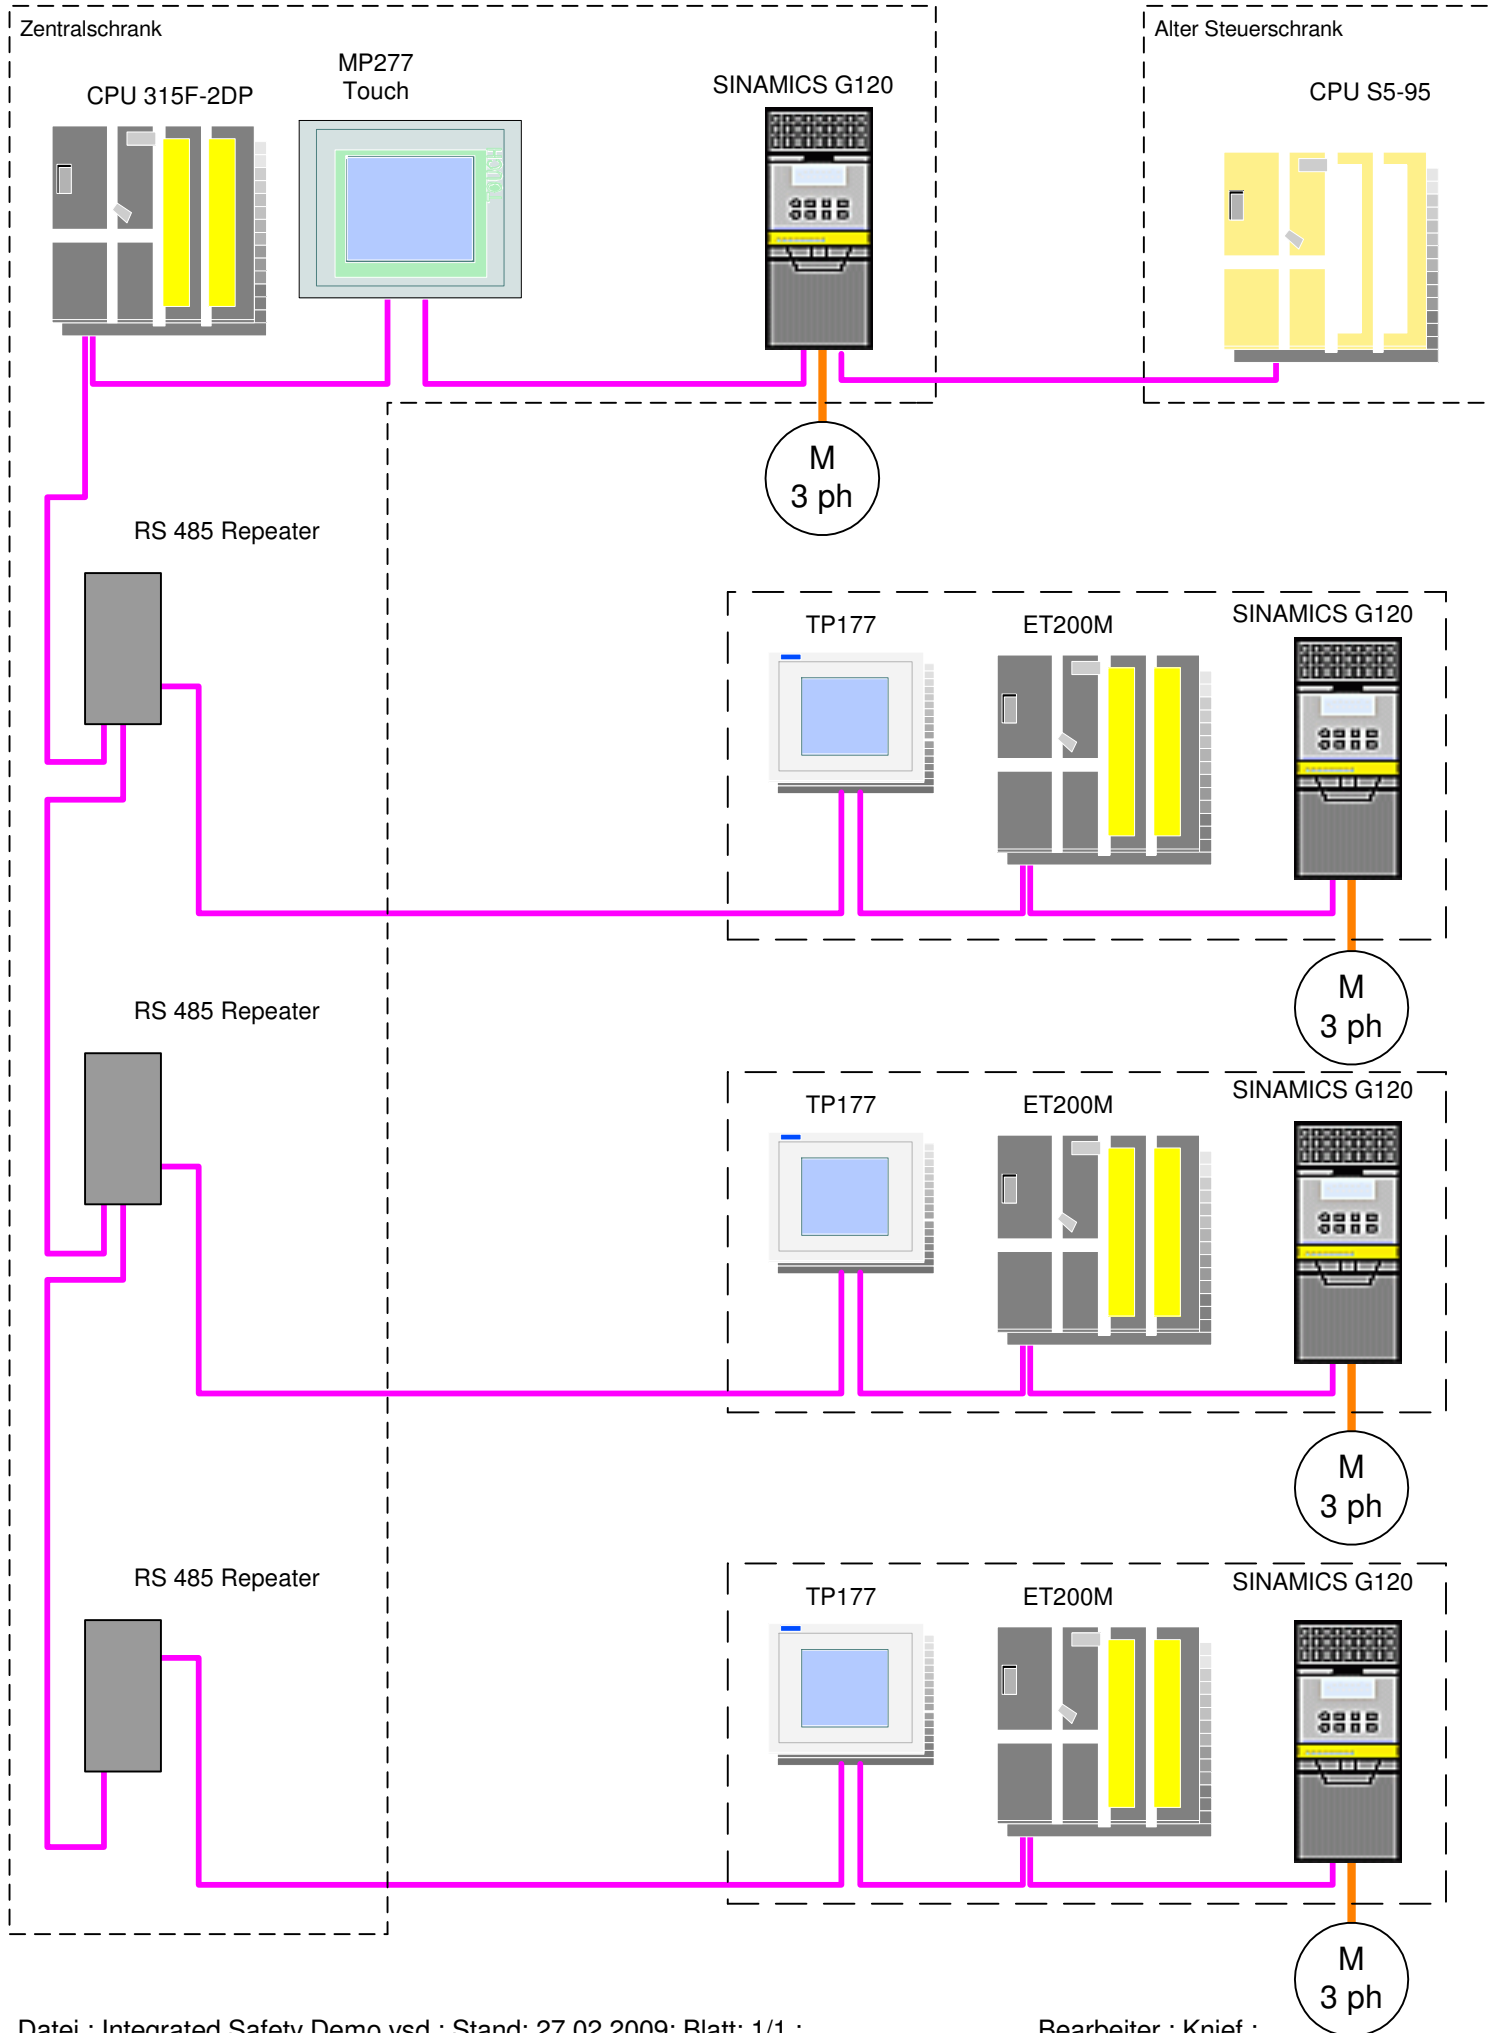 Zentralschrank
Alter Steuerschrank
MP277
Touch
CPU 315F-2DP
SINAMICS G120
CPU S5-95
TOUCH
M
3 ph
RS 485 Repeater
TP177
ET200M
SINAMICS G120
M
3 ph
RS 485 Repeater
TP177
ET200M
SINAMICS G120
M
3 ph
RS 485 Repeater
TP177
ET200M
SINAMICS G120
M
3 ph
Datei : Integrated Safety Demo.vsd ; Stand: 27.02.2009; Blatt: 1/1 ;
Bearbeiter : Knief ;